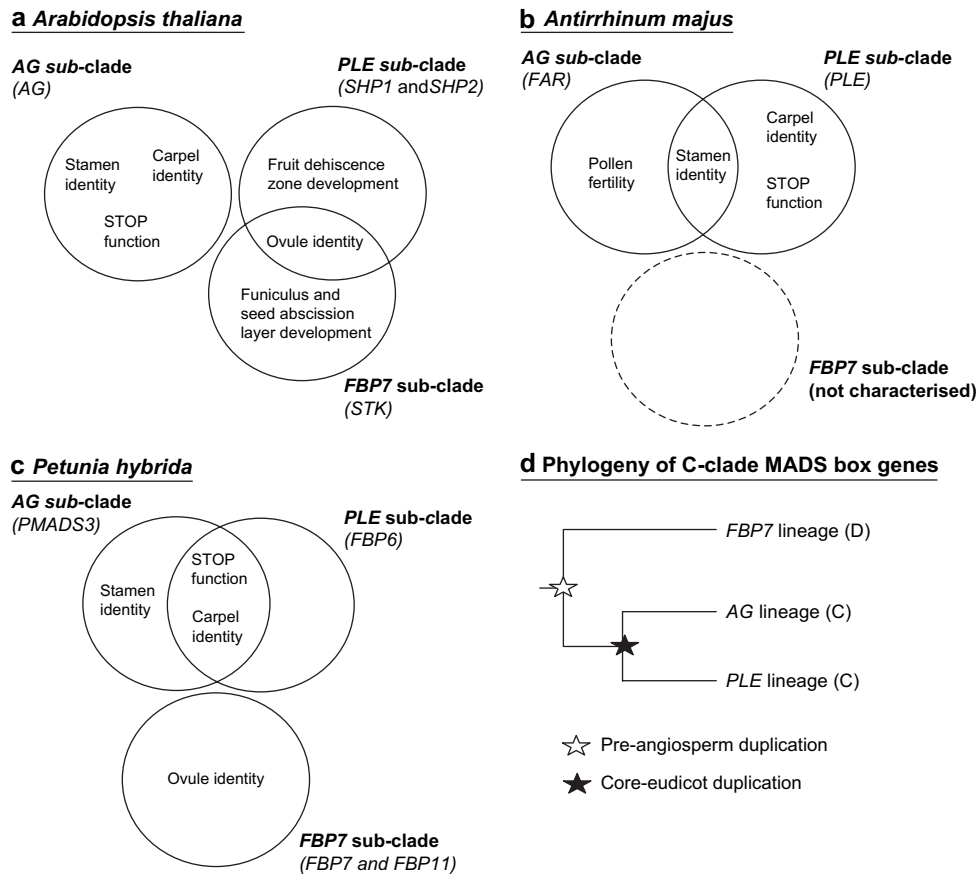 a Arabidopsis thaliana
AG sub-clade
(AG)
PLE sub-clade
(SHP1 andSHP2)
Stamen
identity
Carpel
identity
STOP
function
Fruit dehiscence
zone development
Ovule identity
Funiculus and
seed abscission
layer development
FBP7 sub-clade
(STK)
b Antirrhinum majus
AG sub-clade
(FAR)
PLE sub-clade
(PLE)
Pollen
fertility
Stamen
identity
Carpel
identity
STOP
function
FBP7 sub-clade
(not characterised)
c Petunia hybrida
AG sub-clade
(PMADS3)
PLE sub-clade
(FBP6)
Stamen
identity
STOP
function
Carpel
identity
Ovule identity
FBP7 sub-clade
(FBP7 and FBP11)
d Phylogeny of C-clade MADS box genes
FBP7 lineage (D)
AG lineage (C)
PLE lineage (C)
Pre-angiosperm duplication
Core-eudicot duplication